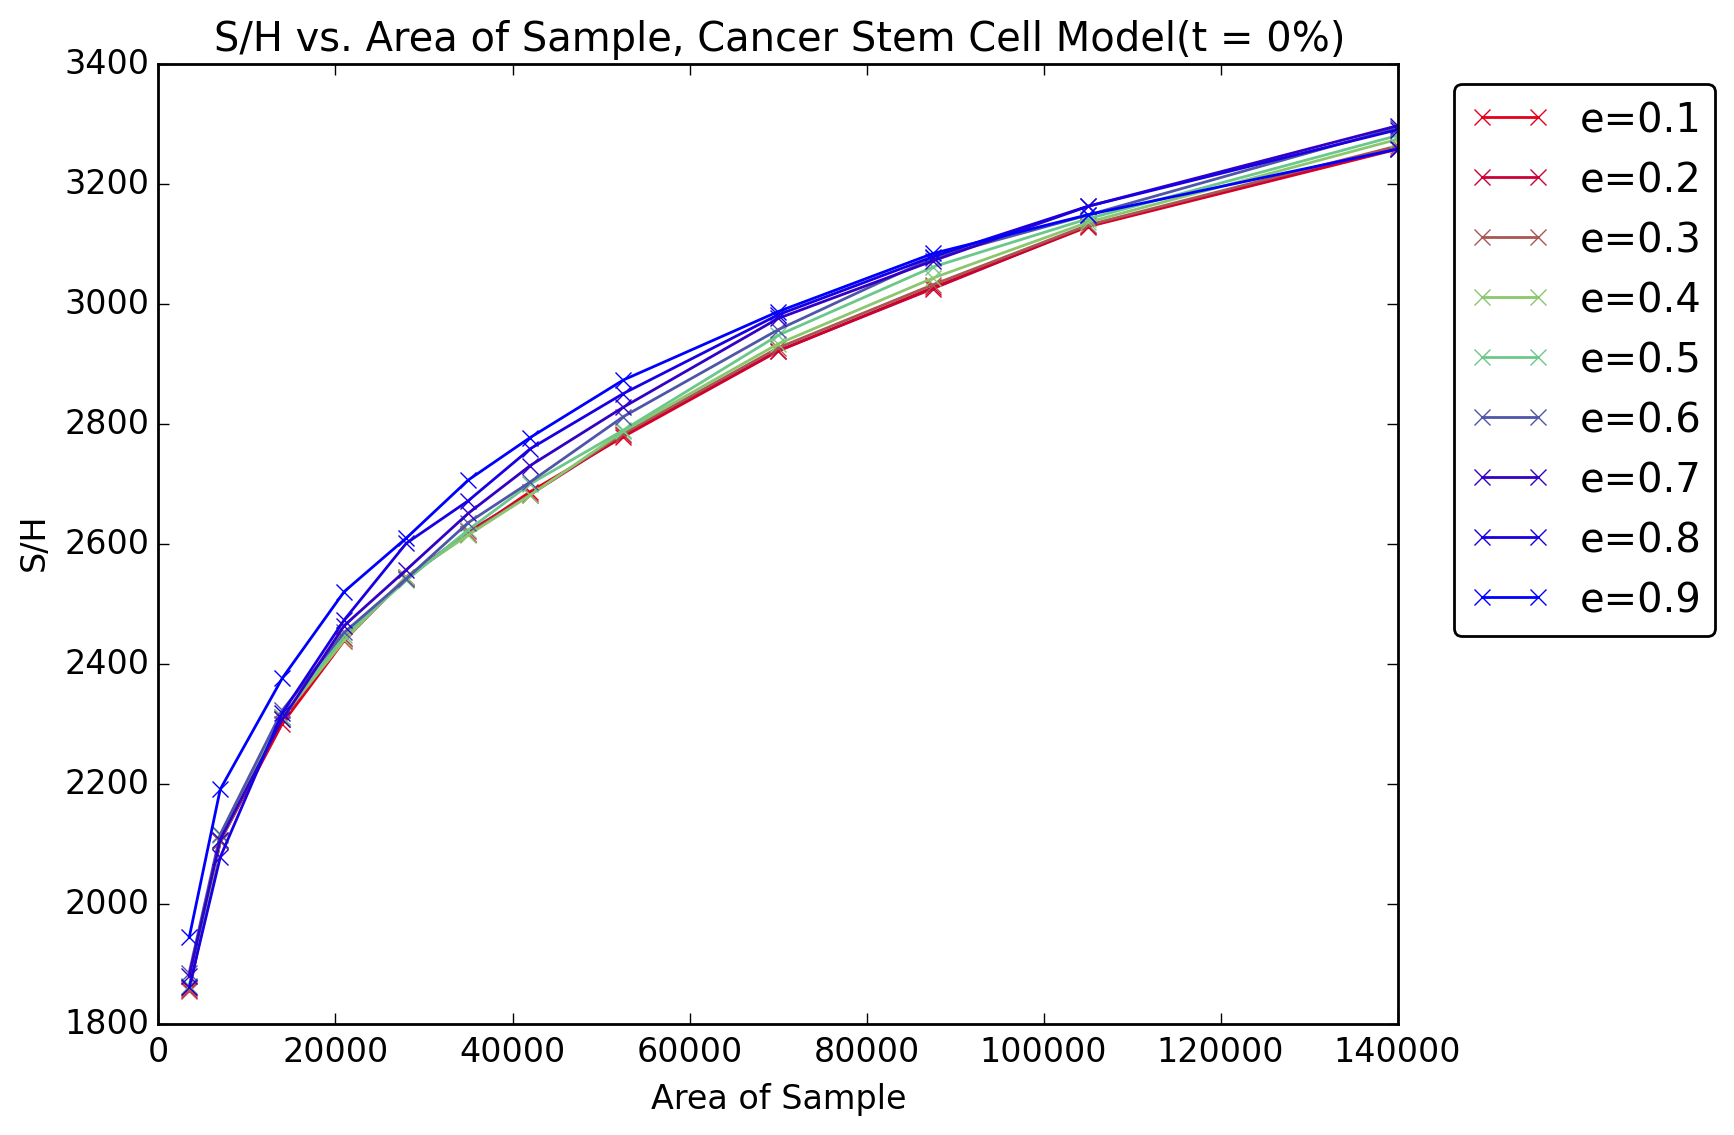 S/H vs. Area of Sample, Cancer Stem Cell Model(t = 0%)
3400
3200
3000
2800
2600
2400
2200
2000
1800
S/H
0 20000 40000 60000 80000 100000 120000 140000
Area of Sample
e=0.1
e=0.2
e=0.3
e=0.4
e=0.5
e=0.6
e=0.7
e=0.8
e=0.9